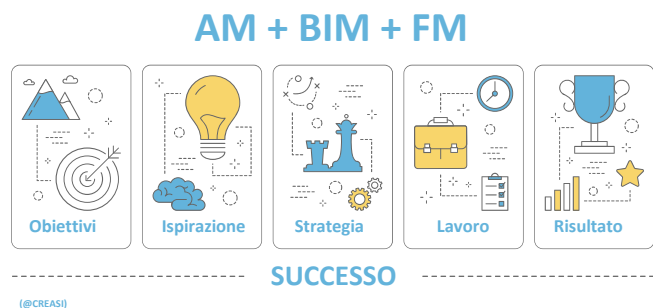 AM + BIM + FM
Obiettivi
Ispirazione
Strategia
Lavoro
Risultato
SUCCESSO
(@CREASI)